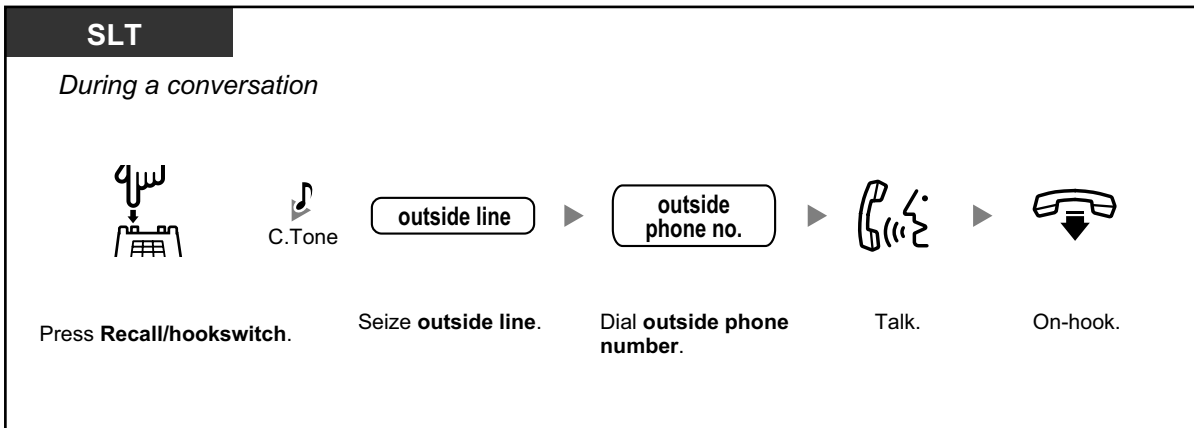 SLT
During a conversation
C.Tone
outside line
outside
phone no.
Press Recall/hookswitch.
Seize outside line.
Dial outside phone
number.
Talk.
On-hook.